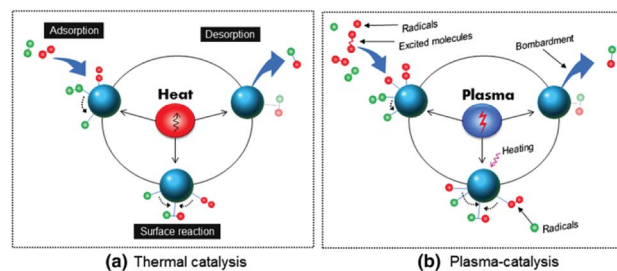 Adsorption
Desorption
Heat
Surface reaction
(a) Thermal catalysis
Radicals
Excited molecules
Bombardment
Plasma
Heating
Radicals
(b) Plasma-catalysis